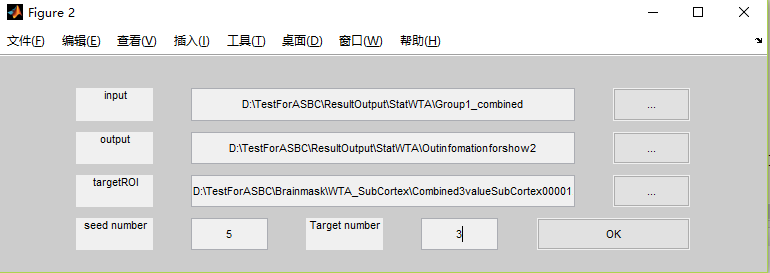 Figure 2
文件(F) 编辑(E) 查看(V) 插入(I) 工具(T) 桌面(D) 窗口(W) 帮助(H)
input D:\TestForASBC\ResultOutput\StatWTA\Group1_combined ...
output D:\TestForASBC\ResultOutput\StatWTA\Outinfomationforshow2 ...
targetROI D:\TestForASBC\Brainmask\WTA_SubCortex\Combined3valueSubCortex00001 ...
seed number 5 Target number 3 OK